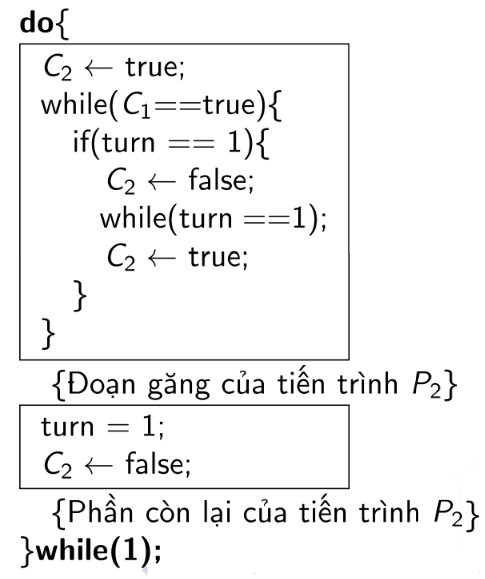 do{
C₂ ← true;
while(C₁==true){
if(turn == 1){
C₂ ← false;
while(turn ==1);
C₂ ← true;
}
}
{Đoạn găng của tiến trình P₂}
turn = 1;
C₂ ← false;
{Phần còn lại của tiến trình P₂}
}while(1);